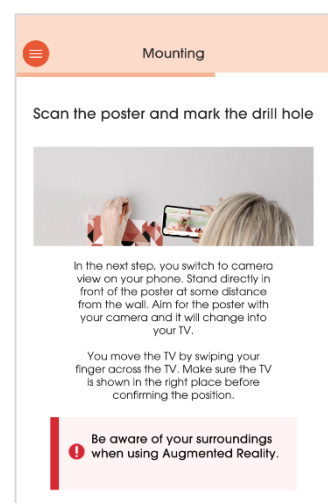 Mounting
Scan the poster and mark the drill hole
In the next step, you switch to camera
view on your phone. Stand directly in
front of the poster at some distance
from the wall. Aim for the poster with
your camera and it will change into
your TV.
You move the TV by swiping your
finger across the TV. Make sure the TV
is shown in the right place before
confirming the position.
Be aware of your surroundings
when using Augmented Reality.